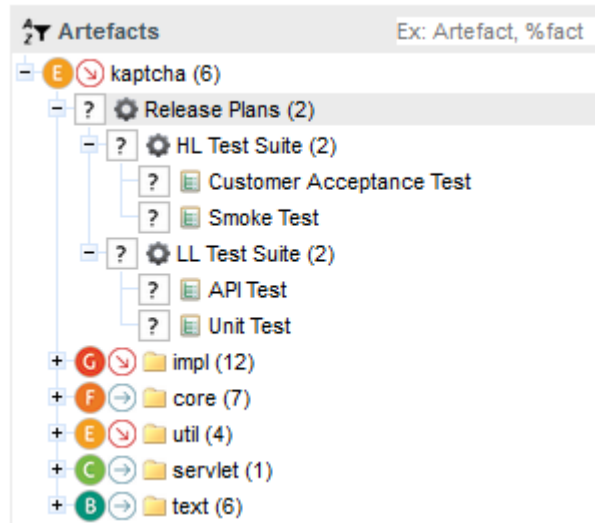 Artefacts Ex: Artefact, %fact
E kaptcha (6)
? Release Plans (2)
? HL Test Suite (2)
? Customer Acceptance Test
? Smoke Test
? LL Test Suite (2)
? API Test
? Unit Test
G impl (12)
F core (7)
E util (4)
C servlet (1)
B text (6)